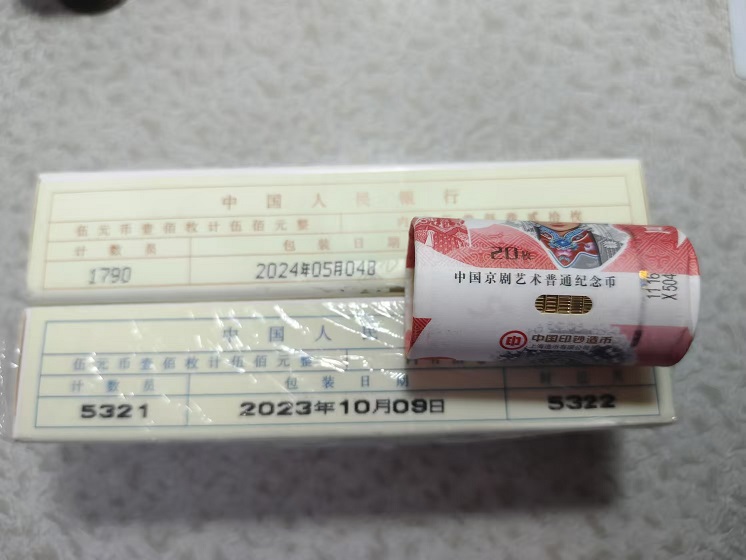 中国人民银行
伍元币壹佰枚计伍佰元整
计数员
包装日期
1790
2024年05月04日
中国人民
伍元币壹佰枚计伍佰元整
计数员
包装日期
5321
2023年10月09日
5322
20枚
中国京剧艺术普通纪念币
中国印钞造币
11.16
X504